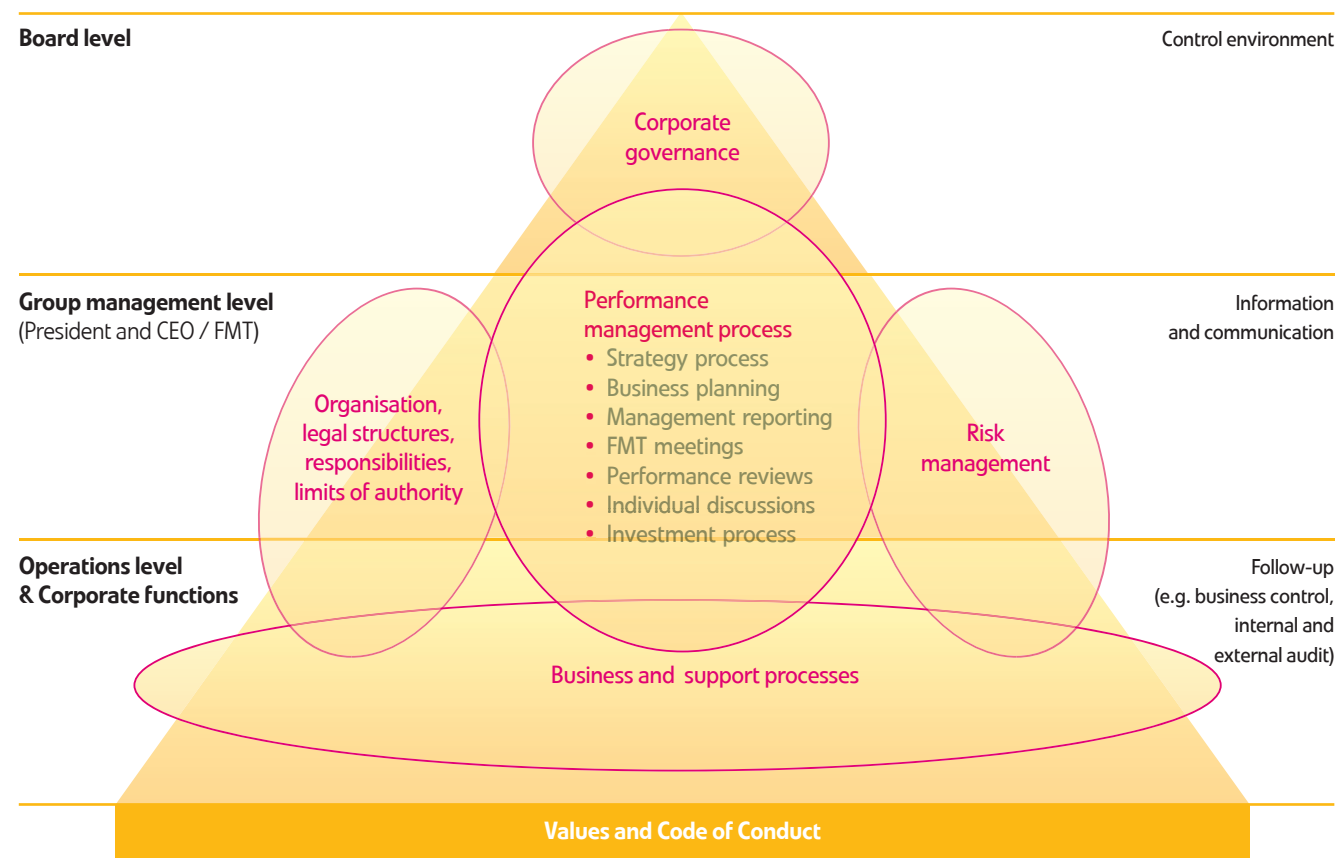 Board level
Control environment
Corporate
governance
Group management level
(President and CEO / FMT)
Information
and communication
Performance
management process
• Strategy process
• Business planning
• Management reporting
• FMT meetings
• Performance reviews
• Individual discussions
• Investment process
Organisation,
legal structures,
responsibilities,
limits of authority
Risk
management
Operations level
& Corporate functions
Follow-up
(e.g. business control,
internal and
external audit)
Business and support processes
Values and Code of Conduct